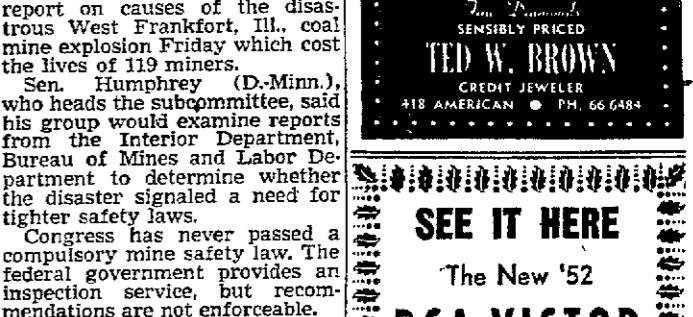 report on causes of the disas-
trous West Frankfort, Ill., coal
mine explosion Friday which cost
the lives of 119 miners.
Sen. Humphrey (D.-Minn.),
who heads the subcommittee, said
his group would examine reports
from the Interior Department,
Bureau of Mines and Labor De-
partment to determine whether
the disaster signaled a need for
tighter safety laws.
Congress has never passed a
compulsory mine safety law. The
federal government provides an
inspection service, but recom-
mendations are not enforceable.
Diamonds
SENSIBLY PRICED
TED W. BROWN
CREDIT JEWELER
418 AMERICAN ● PH. 66 6484
SEE IT HERE
The New '52
RCA VICTOR